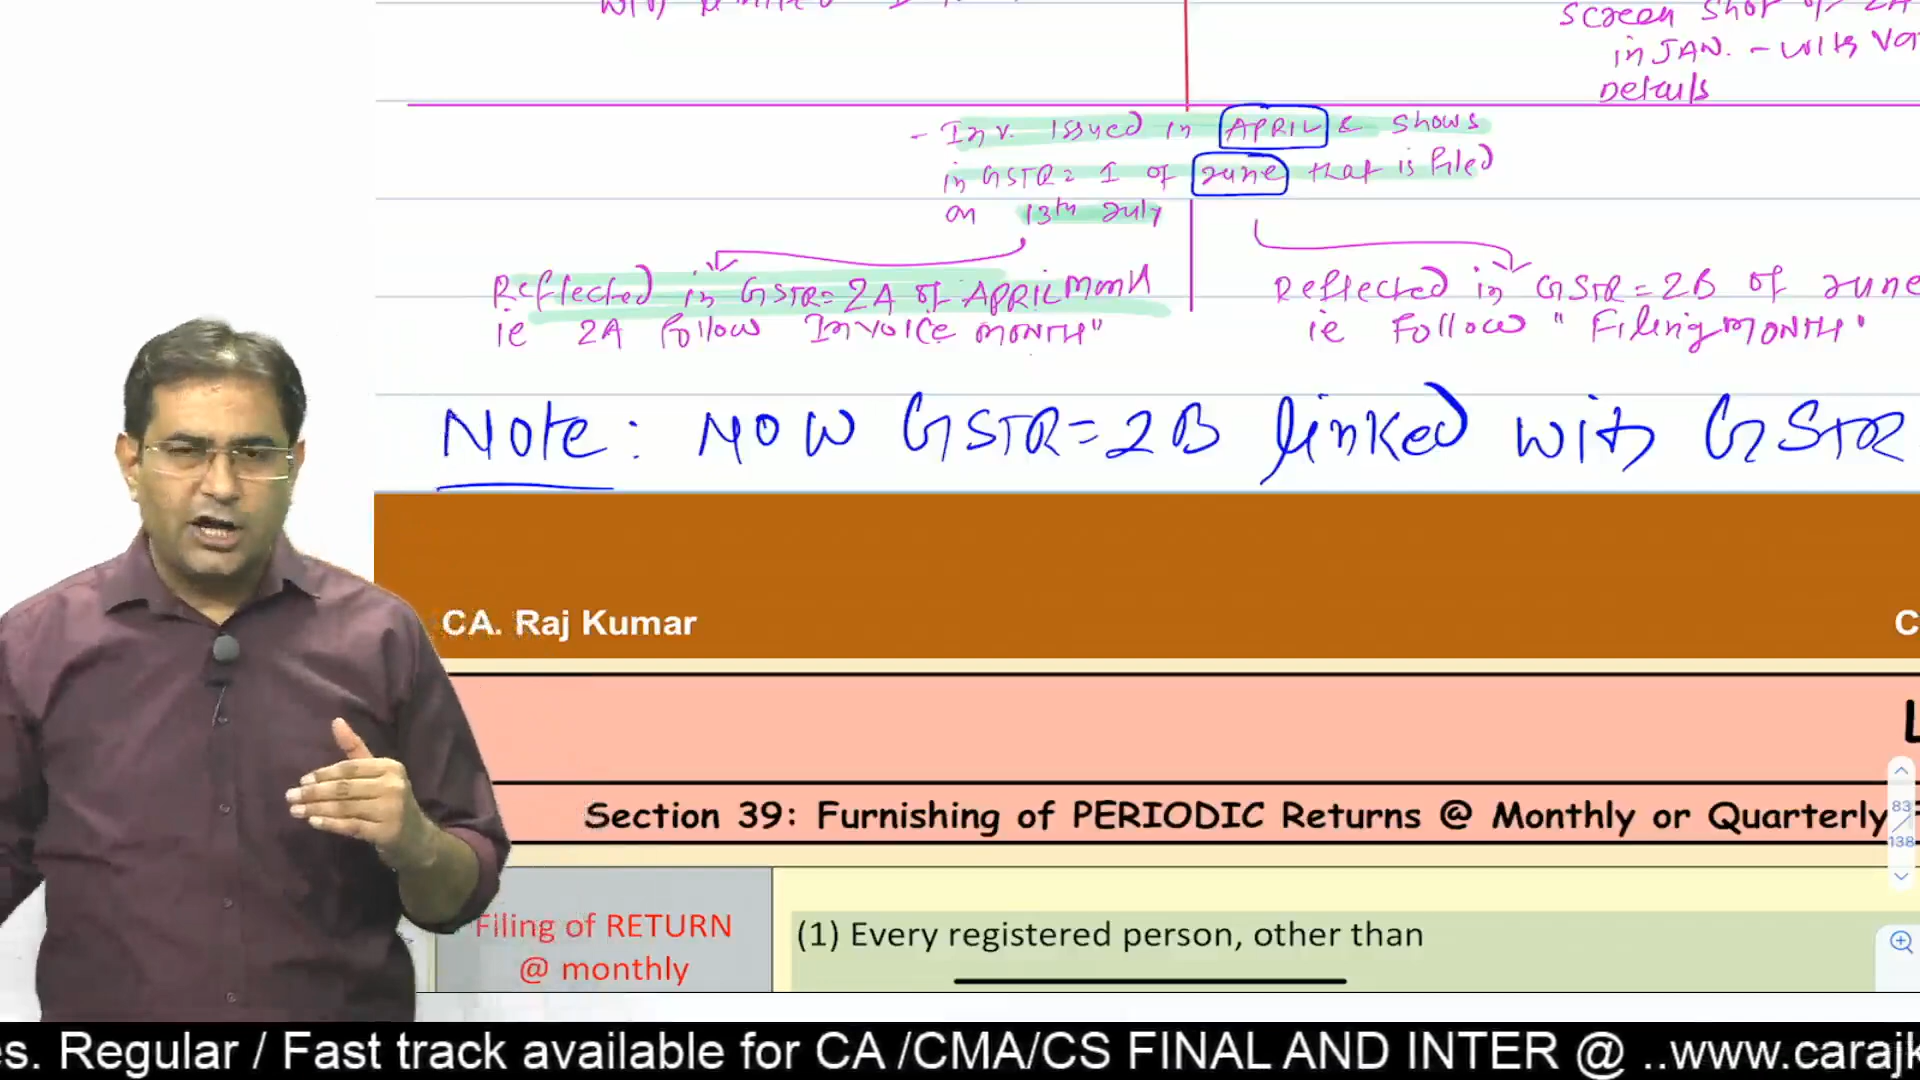 Screen Shot of 2A
in JAN. - with
Details
- Inv. Issued in APRIL & shows
in GSTR=1 of June that is filed
on 13th July
Reflected in GSTR=2A of APRIL Month
ie 2A follow "Invoice MONTH"
Reflected in GSTR=2B of June
ie follow "Filing MONTH"
Note: NOW GSTR=2B linked with GSTR
CA. Raj Kumar
C
L
Section 39: Furnishing of PERIODIC Returns @ Monthly or Quarterly
83
138
Filing of RETURN
@ monthly
(1) Every registered person, other than
es. Regular / Fast track available for CA /CMA/CS FINAL AND INTER @ ..www.carajk